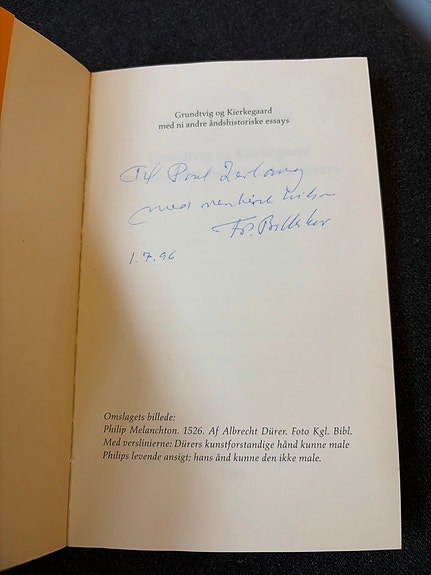 Grundtvig og Kierkegaard
med ni andre åndshistoriske essays
Til Poul Zerlang
med venlig hilsen
F.J. Billeskov
1.7.96
Omslagets billede:
Philip Melanchton. 1526. Af Albrecht Dürer. Foto Kgl. Bibl.
Med verslinierne: Dürers kunstforstandige hånd kunne male
Philips levende ansigt; hans ånd kunne den ikke male.